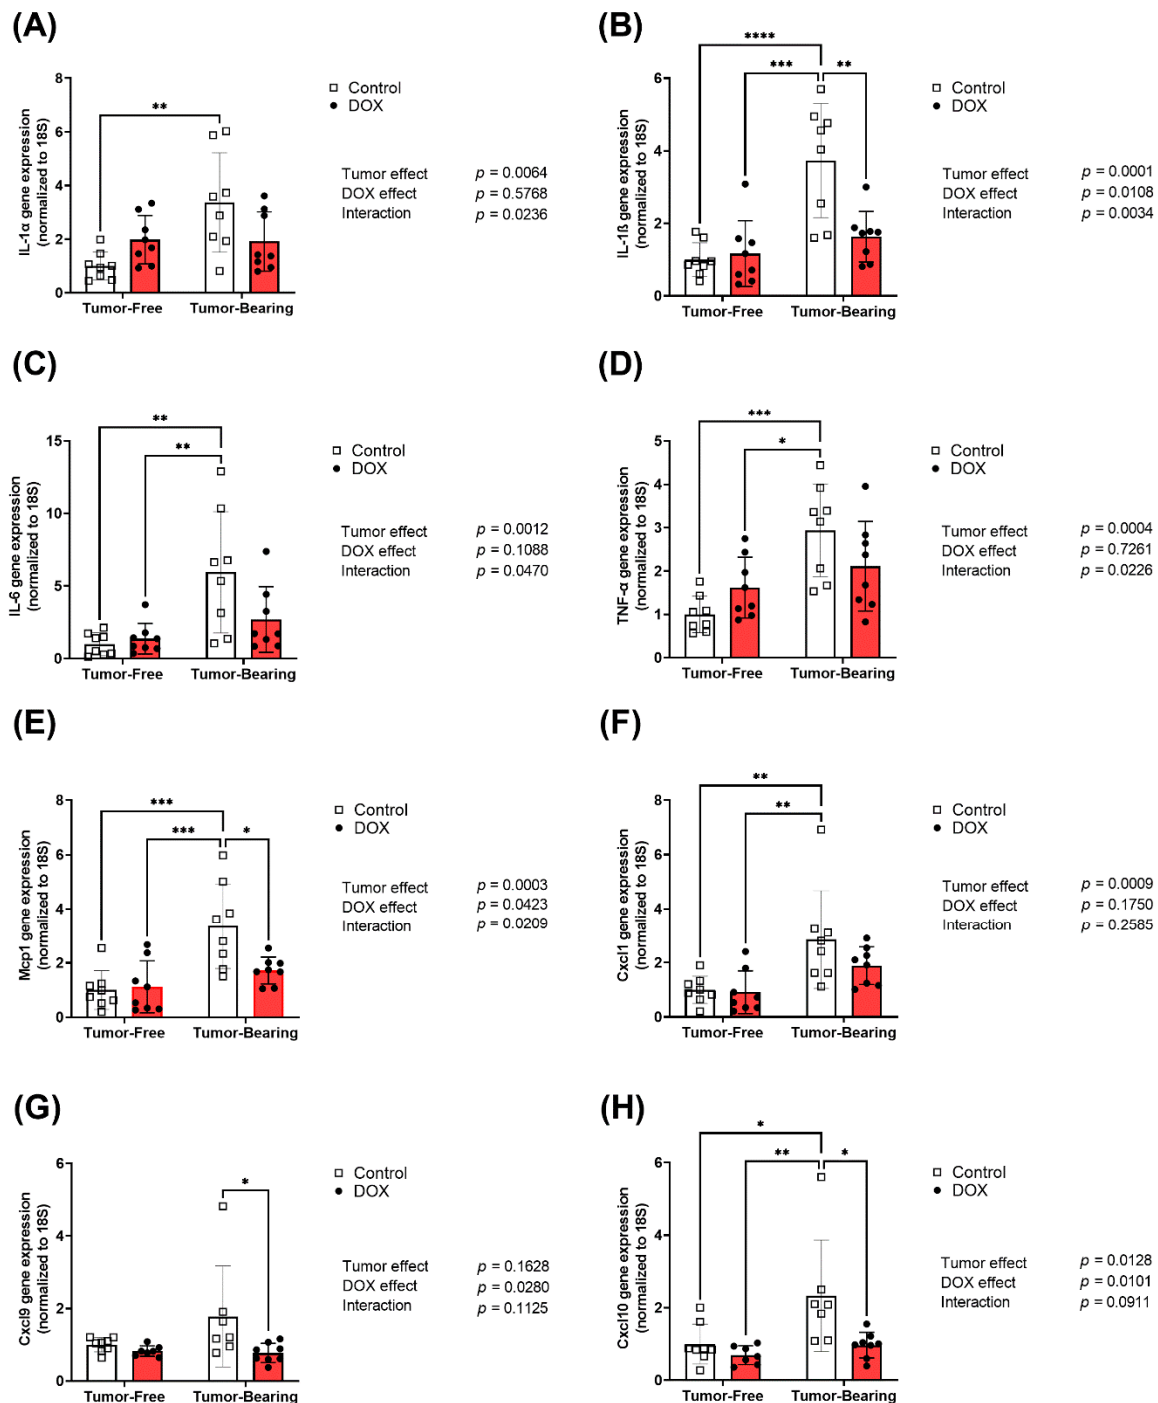 (A)
IL-1α gene expression
(normalized to 18S)
8
6
4
2
0
**
Tumor-Free
Tumor-Bearing
Control
DOX
Tumor effect p = 0.0064
DOX effect p = 0.5768
Interaction p = 0.0236
(B)
IL-1ß gene expression
(normalized to 18S)
6
4
2
0
****
***
**
Tumor-Free
Tumor-Bearing
Control
DOX
Tumor effect p = 0.0001
DOX effect p = 0.0108
Interaction p = 0.0034
(C)
IL-6 gene expression
(normalized to 18S)
15
10
5
0
**
**
Tumor-Free
Tumor-Bearing
Control
DOX
Tumor effect p = 0.0012
DOX effect p = 0.1088
Interaction p = 0.0470
(D)
TNF-α gene expression
(normalized to 18S)
5
4
3
2
1
0
***
*
Tumor-Free
Tumor-Bearing
Control
DOX
Tumor effect p = 0.0004
DOX effect p = 0.7261
Interaction p = 0.0226
(E)
Mcp1 gene expression
(normalized to 18S)
8
6
4
2
0
***
***
*
Tumor-Free
Tumor-Bearing
Control
DOX
Tumor effect p = 0.0003
DOX effect p = 0.0423
Interaction p = 0.0209
(F)
Cxcl1 gene expression
(normalized to 18S)
8
6
4
2
0
**
**
Tumor-Free
Tumor-Bearing
Control
DOX
Tumor effect p = 0.0009
DOX effect p = 0.1750
Interaction p = 0.2585
(G)
Cxcl9 gene expression
(normalized to 18S)
6
4
2
0
*
Tumor-Free
Tumor-Bearing
Control
DOX
Tumor effect p = 0.1628
DOX effect p = 0.0280
Interaction p = 0.1125
(H)
Cxcl10 gene expression
(normalized to 18S)
6
4
2
0
*
**
*
Tumor-Free
Tumor-Bearing
Control
DOX
Tumor effect p = 0.0128
DOX effect p = 0.0101
Interaction p = 0.0911